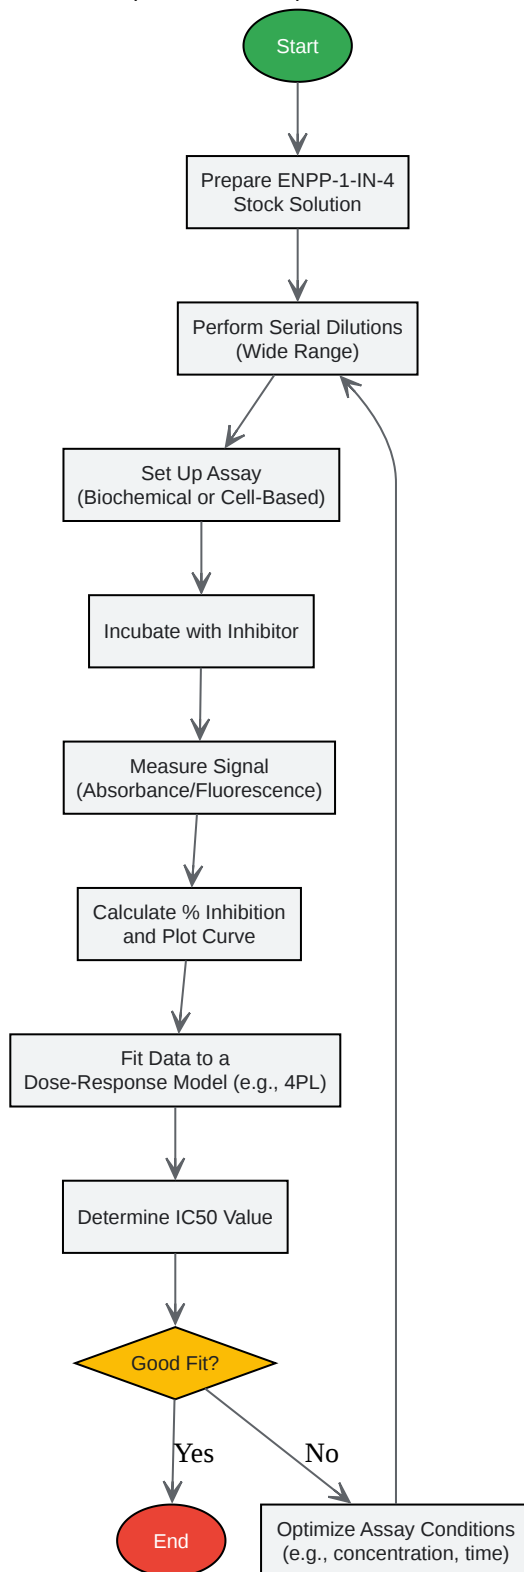 Start
Prepare ENPP-1-IN-4
Stock Solution
Perform Serial Dilutions
(Wide Range)
Set Up Assay
(Biochemical or Cell-Based)
Incubate with Inhibitor
Measure Signal
(Absorbance/Fluorescence)
Calculate % Inhibition
and Plot Curve
Fit Data to a
Dose-Response Model (e.g., 4PL)
Determine IC50 Value
Good Fit?
Yes
No
End
Optimize Assay Conditions
(e.g., concentration, time)